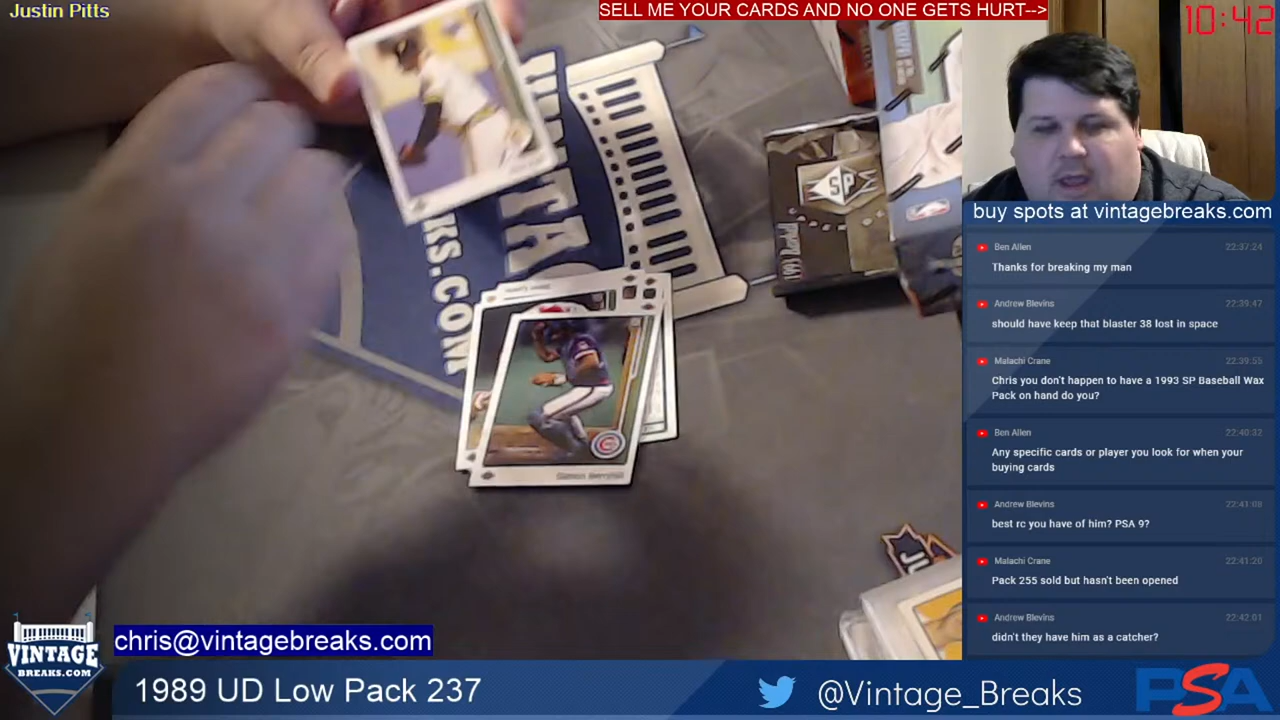 Justin Pitts
SELL ME YOUR CARDS AND NO ONE GETS HURT-->
10:42
buy spots at vintagebreaks.com
Ben Allen 22:37:24
Thanks for breaking my man
Andrew Blevins 22:39:47
should have keep that blaster 38 lost in space
Malachi Crane 22:39:55
Chris you don't happen to have a 1993 SP Baseball Wax
Pack on hand do you?
Ben Allen 22:40:32
Any specific cards or player you look for when your
buying cards
Andrew Blevins 22:41:00
best rc you have of him? PSA 9?
Malachi Crane 22:41:20
Pack 255 sold but hasn't been opened
Andrew Blevins 22:42:01
didn't they have him as a catcher?
SP
KS.COM
chris@vintagebreaks.com
VINTAGE
BREAKS.COM
1989 UD Low Pack 237
@Vintage_Breaks
PSA